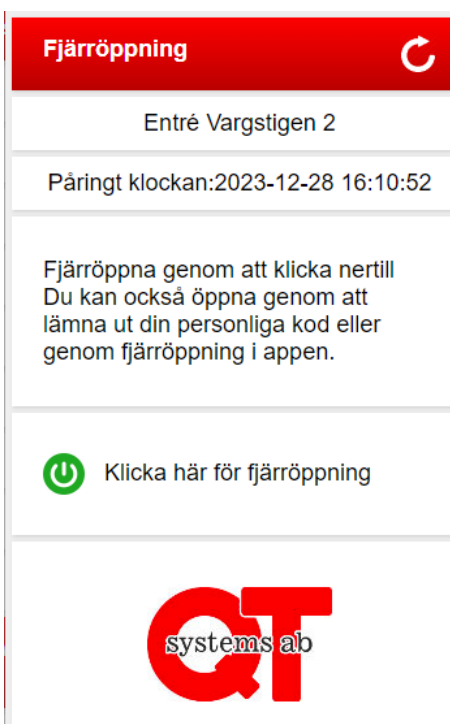 Fjärröppning
Entré Vargstigen 2
Påringt klockan:2023-12-28 16:10:52
Fjärröppna genom att klicka nertill
Du kan också öppna genom att
lämna ut din personliga kod eller
genom fjärröppning i appen.
Klicka här för fjärröppning
QT
systems ab